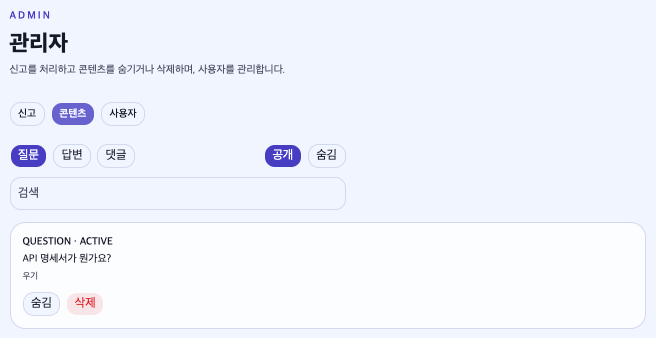 ADMIN
관리자
신고를 처리하고 콘텐츠를 숨기거나 삭제하며, 사용자를 관리합니다.
신고 콘텐츠 사용자
질문 답변 댓글 공개 숨김
검색
QUESTION · ACTIVE
API 명세서가 뭔가요?
우기
숨김 삭제